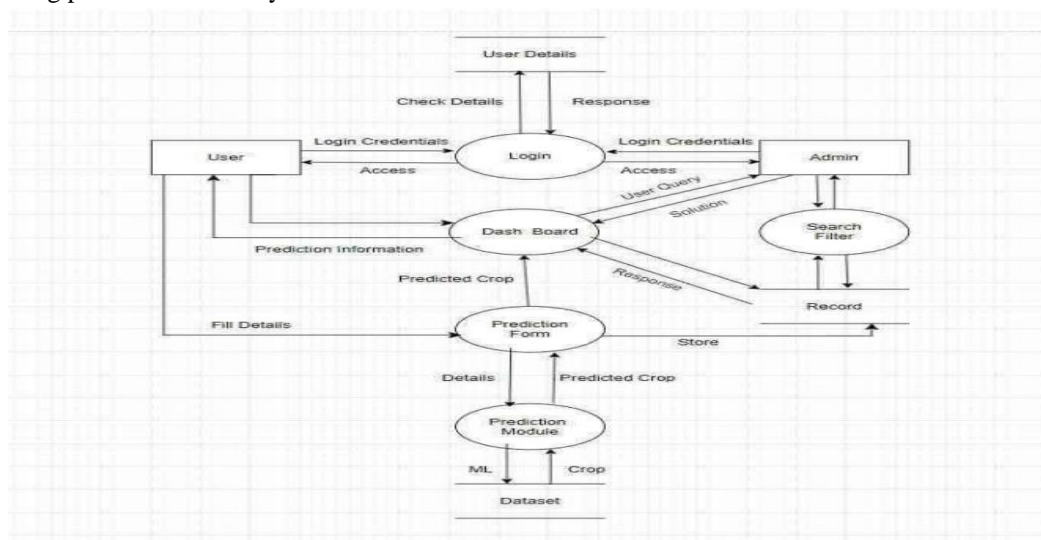 User Details
Check Details
Response
Login Credentials
Login Credentials
User
Login
Admin
Access
Access
User Query
Solution
Search
Filter
Dash Board
Prediction Information
Predicted Crop
Response
Record
Fill Details
Prediction
Form
Store
Details
Predicted Crop
Prediction
Module
ML
Crop
Dataset